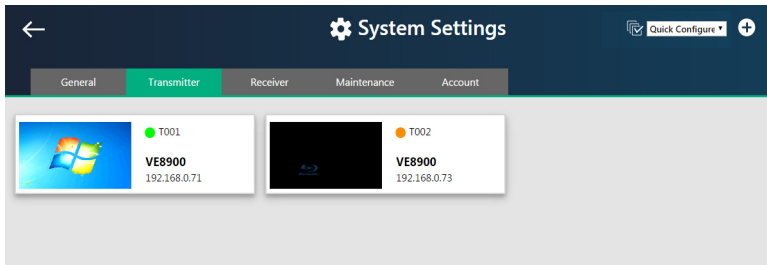 System Settings
Quick Configure
General
Transmitter
Receiver
Maintenance
Account
T001
VE8900
192.168.0.71
T002
VE8900
192.168.0.73